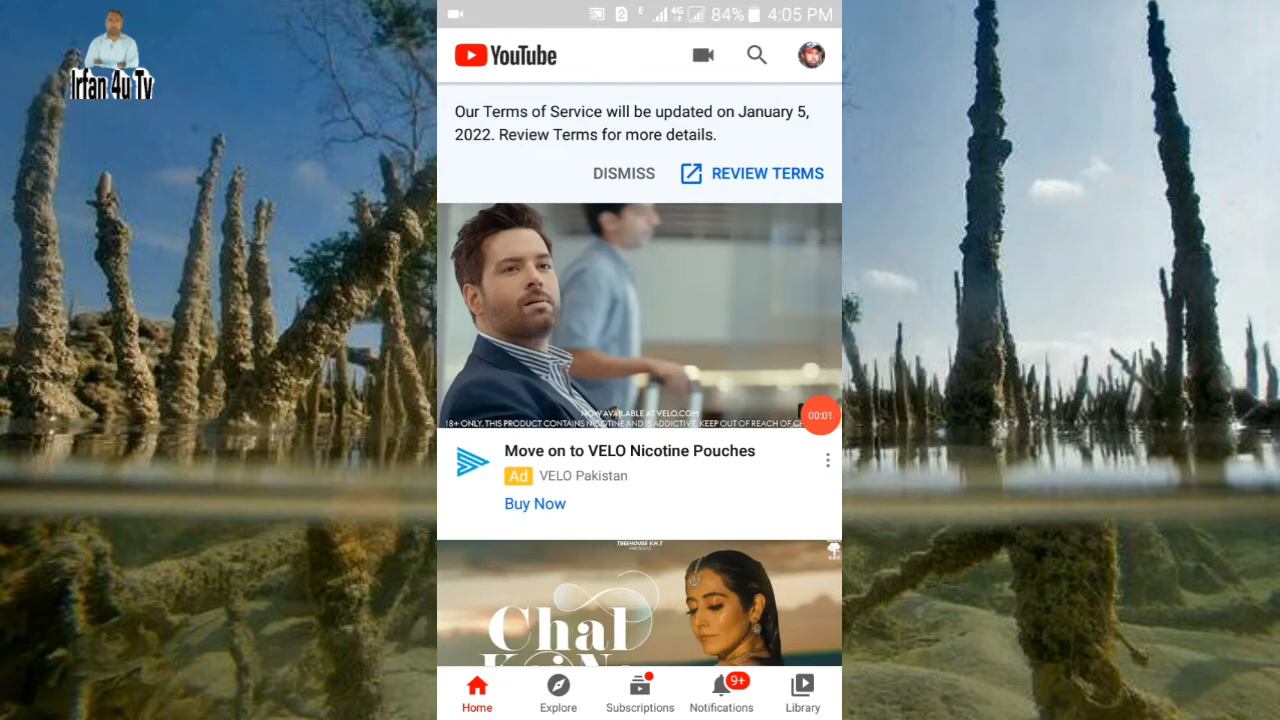 Irfan 4u Tv
E 4G 84% 4:05 PM
YouTube
Our Terms of Service will be updated on January 5,
2022. Review Terms for more details.
DISMISS REVIEW TERMS
NOW AVAILABLE AT VELO.COM
18+ ONLY. THIS PRODUCT CONTAINS NICOTINE AND IS ADDICTIVE. KEEP OUT OF REACH OF
00:01
Move on to VELO Nicotine Pouches
Ad VELO Pakistan
Buy Now
TREEHOUSE V.H.T
PRESENTS
V.H.T
Chal
Home Explore Subscriptions 9+ Notifications Library